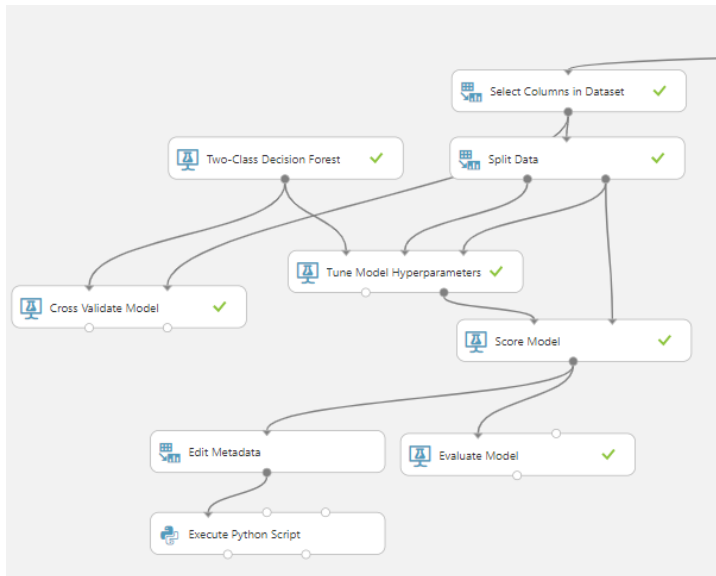 Select Columns in Dataset
Two-Class Decision Forest
Split Data
Tune Model Hyperparameters
Cross Validate Model
Score Model
Edit Metadata
Evaluate Model
Execute Python Script